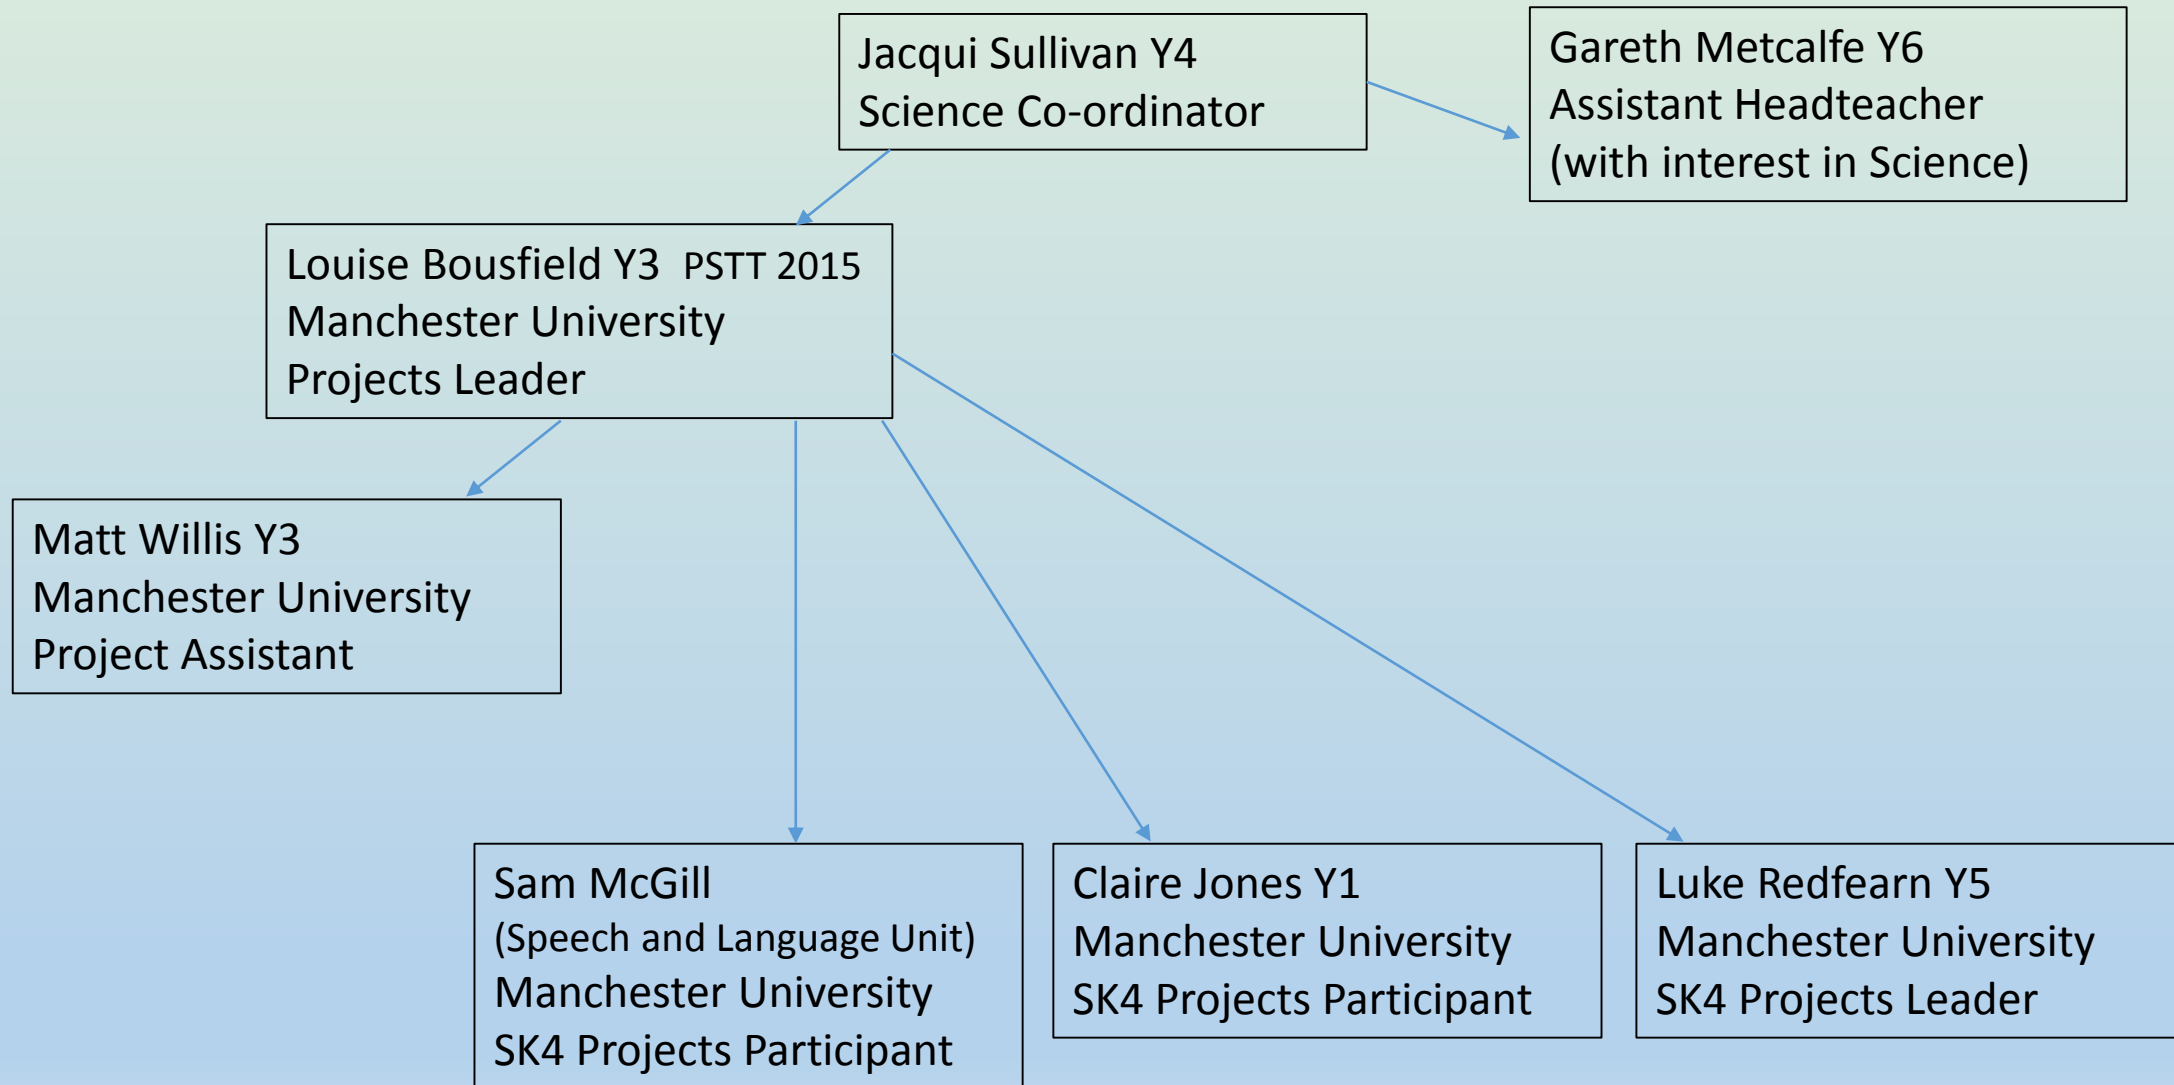 Jacqui Sullivan Y4
Science Co-ordinator
Gareth Metcalfe Y6
Assistant Headteacher
(with interest in Science)
Louise Bousfield Y3 PSTT 2015
Manchester University
Projects Leader
Matt Willis Y3
Manchester University
Project Assistant
Sam McGill
(Speech and Language Unit)
Manchester University
SK4 Projects Participant
Claire Jones Y1
Manchester University
SK4 Projects Participant
Luke Redfearn Y5
Manchester University
SK4 Projects Leader